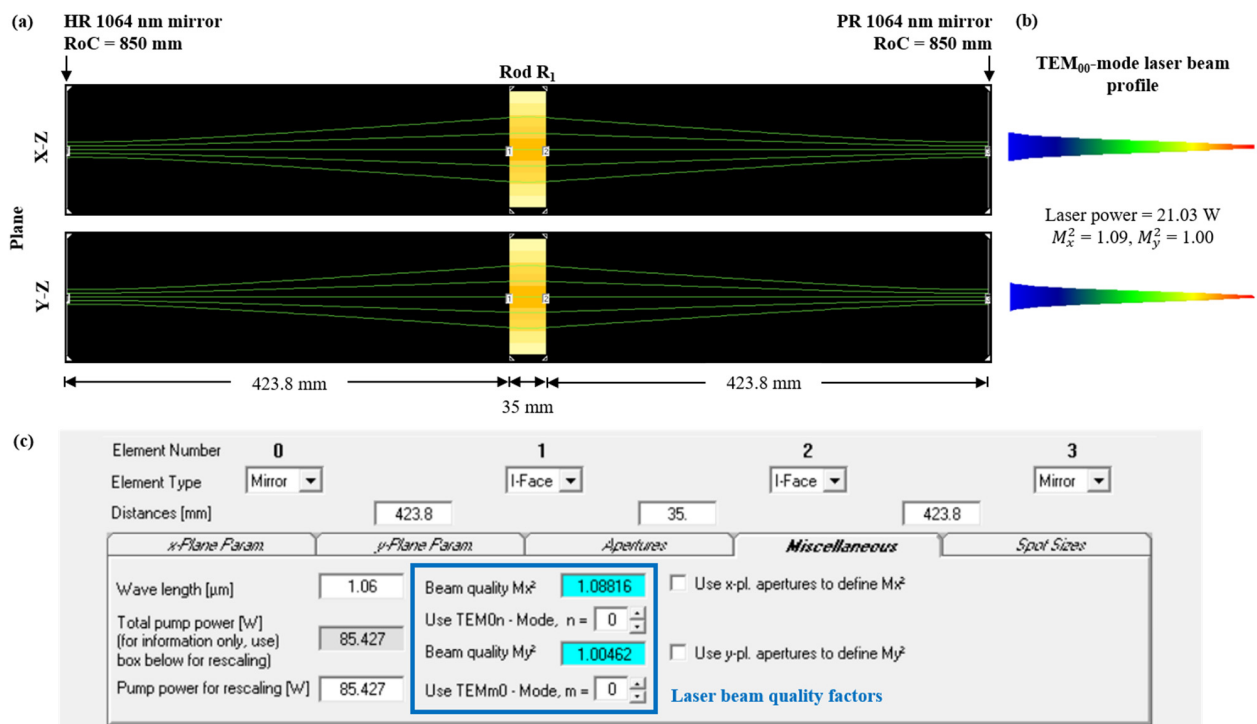 (a)
HR 1064 nm mirror
RoC = 850 mm
PR 1064 nm mirror
RoC = 850 mm
Rod R1
(b)
TEM00-mode laser beam
profile
Plane
X-Z
1
2
Laser power = 21.03 W
M²x = 1.09, M²y = 1.00
Y-Z
1
2
423.8 mm
35 mm
423.8 mm
(c)
Element Number 0 1 2 3
Element Type Mirror I-Face I-Face Mirror
Distances [mm] 423.8 35. 423.8
x-Plane Param. y-Plane Param. Apertures Miscellaneous Spot Sizes
Wave length [µm] 1.06
Total pump power [W]
(for information only, use)
box below for rescaling)
85.427
Pump power for rescaling [W] 85.427
Beam quality Mx² 1.08816
Use TEM0n - Mode, n = 0
Beam quality My² 1.00462
Use TEMm0 - Mode, m = 0
Use x-pl. apertures to define Mx²
Use y-pl. apertures to define My²
Laser beam quality factors